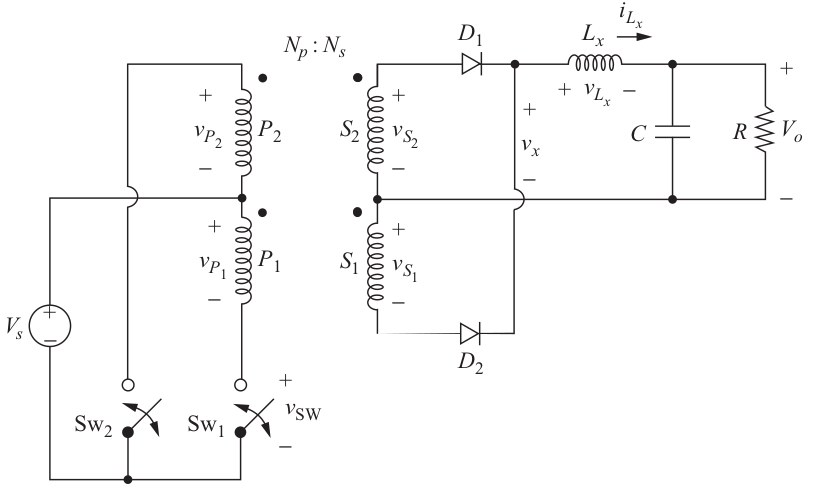 i_{L_x}
N_p : N_s
D_1
L_x
+ v_{L_x} −
+ v_{P_2} −
P_2
S_2
+ v_{S_2} −
+ v_x −
C
R
+ V_o −
+ v_{P_1} −
P_1
S_1
+ v_{S_1} −
V_s
+ −
D_2
Sw_2
Sw_1
+ v_{SW} −